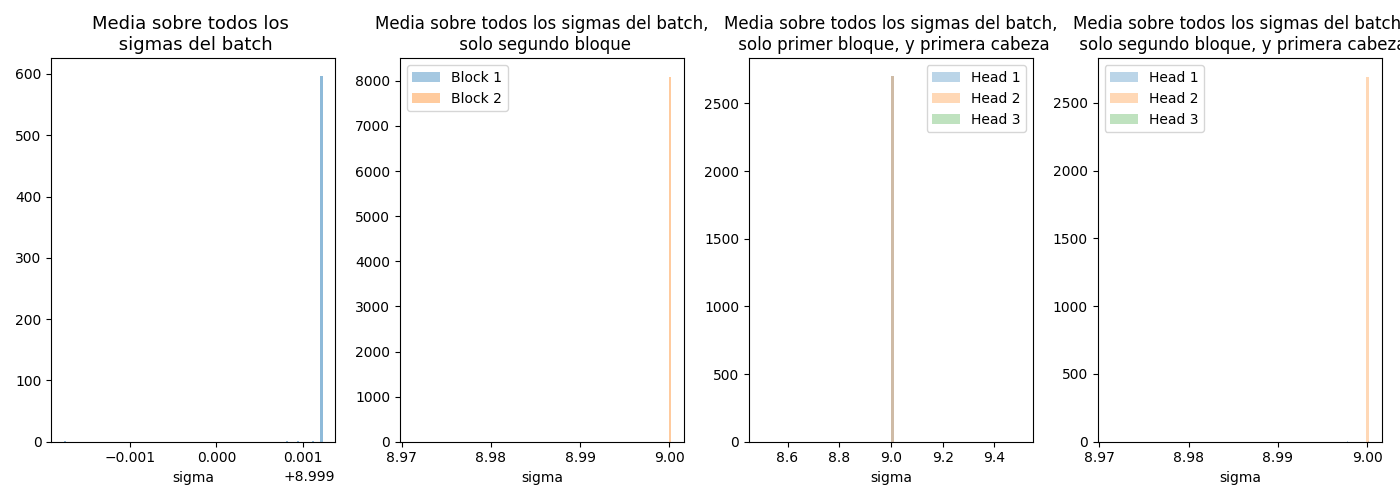 Media sobre todos los
sigmas del batch
600
500
400
300
200
100
0
−0.001
0.000
0.001
+8.999
sigma
Media sobre todos los sigmas del batch,
solo segundo bloque
Block 1
Block 2
8000
7000
6000
5000
4000
3000
2000
1000
0
8.97
8.98
8.99
9.00
sigma
Media sobre todos los sigmas del batch,
solo primer bloque, y primera cabeza
Head 1
Head 2
Head 3
2500
2000
1500
1000
500
0
8.6
8.8
9.0
9.2
9.4
sigma
Media sobre todos los sigmas del batch
solo segundo bloque, y primera cabeza
Head 1
Head 2
Head 3
2500
2000
1500
1000
500
0
8.97
8.98
8.99
9.00
sigma